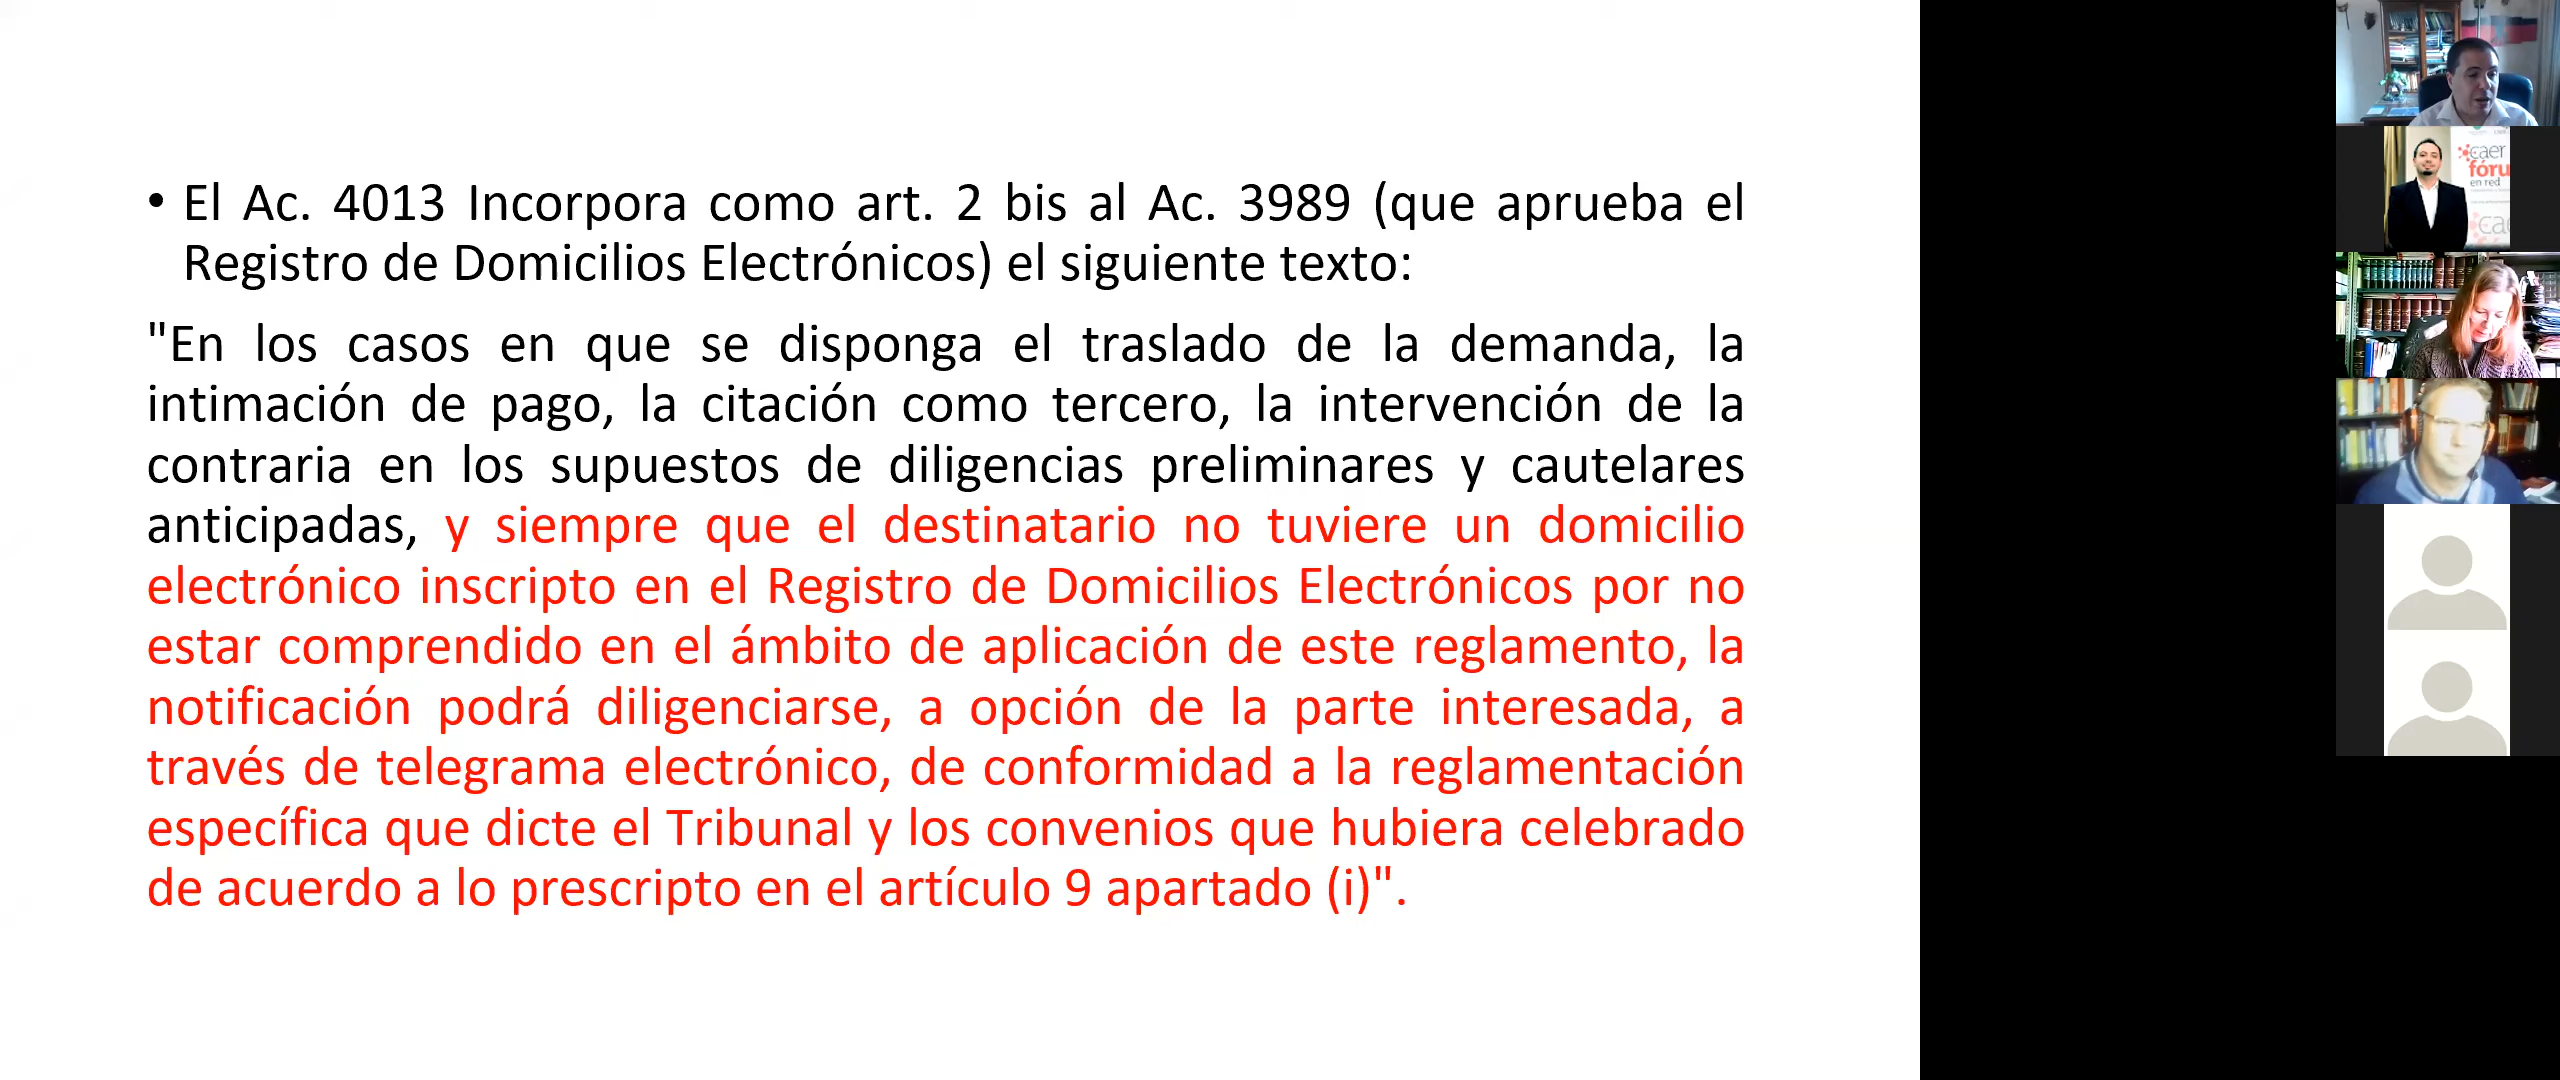 • El Ac. 4013 Incorpora como art. 2 bis al Ac. 3989 (que aprueba el
Registro de Domicilios Electrónicos) el siguiente texto:
"En los casos en que se disponga el traslado de la demanda, la
intimación de pago, la citación como tercero, la intervención de la
contraria en los supuestos de diligencias preliminares y cautelares
anticipadas, y siempre que el destinatario no tuviere un domicilio
electrónico inscripto en el Registro de Domicilios Electrónicos por no
estar comprendido en el ámbito de aplicación de este reglamento, la
notificación podrá diligenciarse, a opción de la parte interesada, a
través de telegrama electrónico, de conformidad a la reglamentación
específica que dicte el Tribunal y los convenios que hubiera celebrado
de acuerdo a lo prescripto en el artículo 9 apartado (i)".
caer
fóru
en red
cae